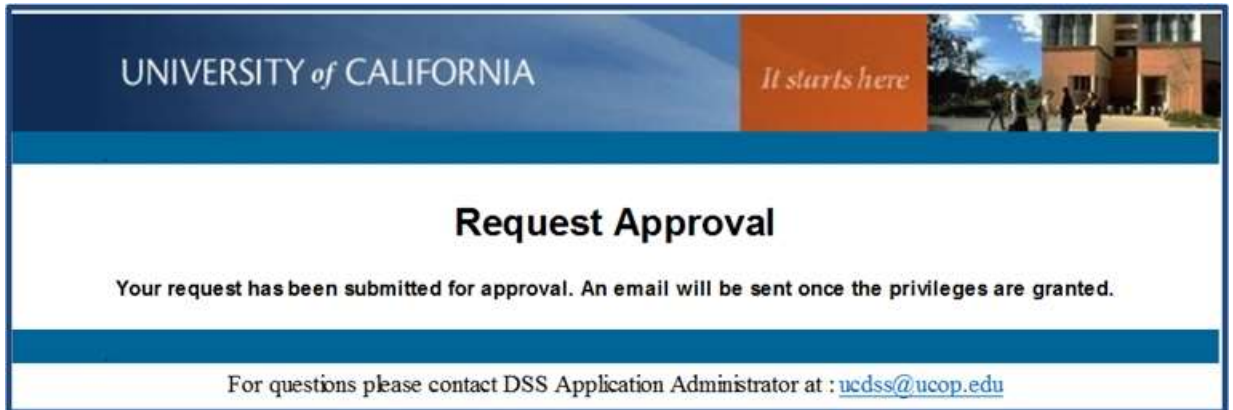 UNIVERSITY of CALIFORNIA
It starts here
Request Approval
Your request has been submitted for approval. An email will be sent once the privileges are granted.
For questions please contact DSS Application Administrator at : ucdss@ucop.edu